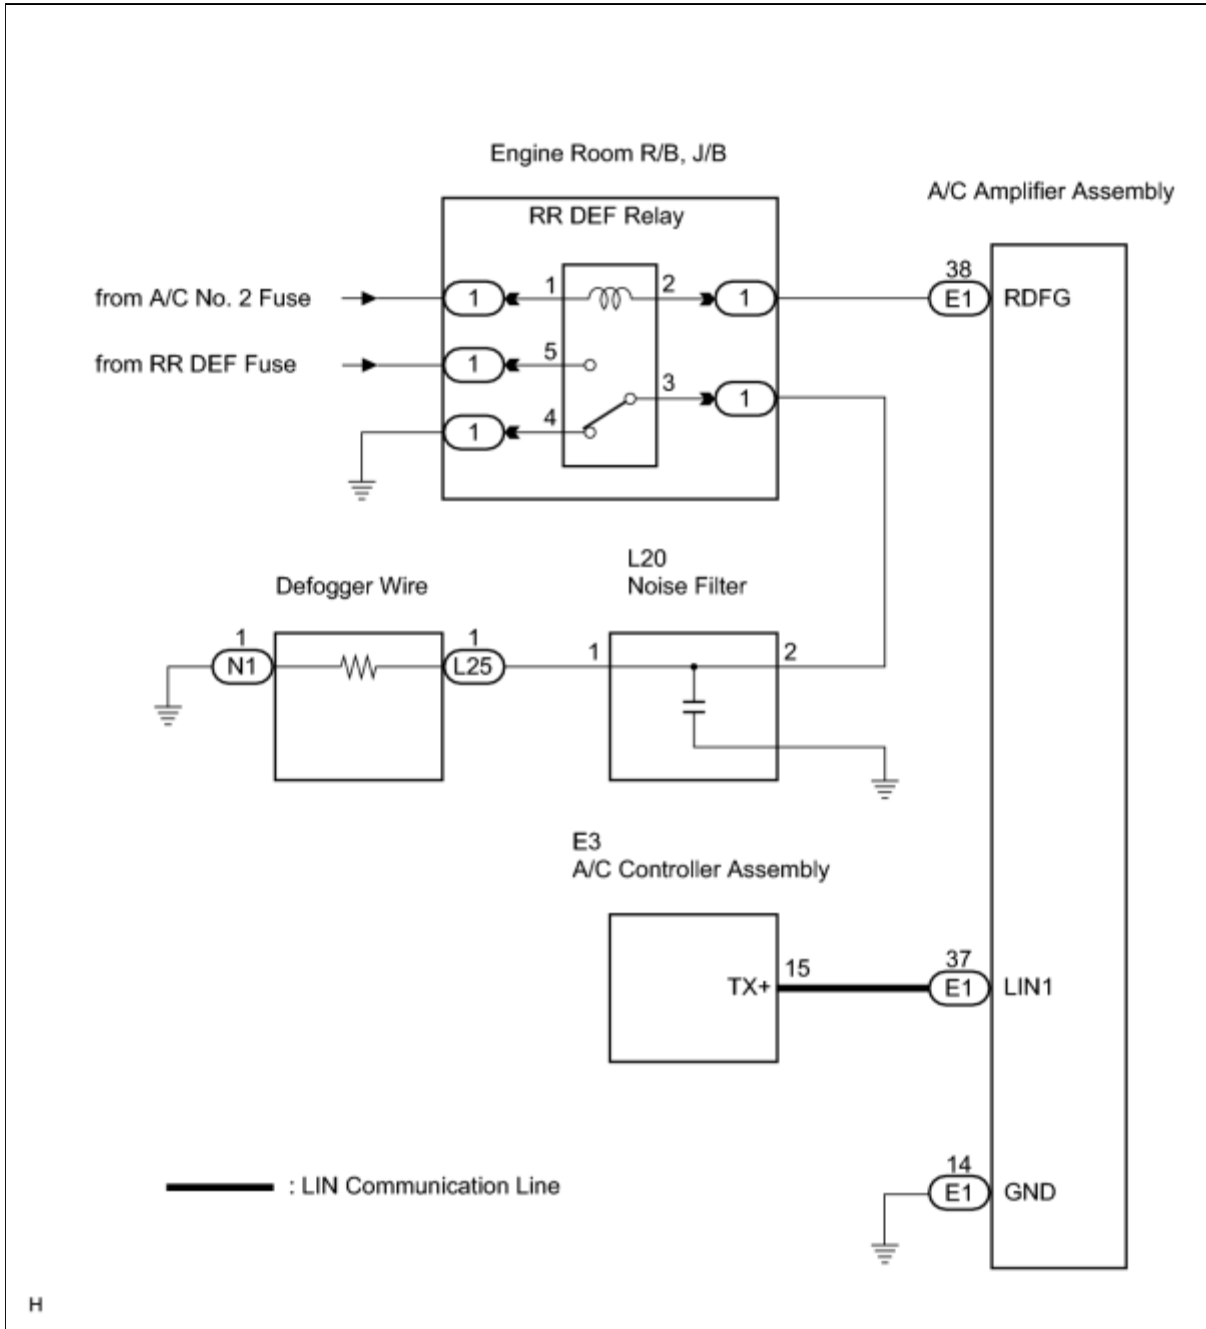 Engine Room R/B, J/B
A/C Amplifier Assembly
RR DEF Relay
from A/C No. 2 Fuse
1
1
2
1
38
E1
RDFG
from RR DEF Fuse
1
5
3
1
1
4
L20
Noise Filter
Defogger Wire
1
N1
1
L25
1
2
E3
A/C Controller Assembly
TX+
15
37
E1
LIN1
: LIN Communication Line
14
E1
GND
H